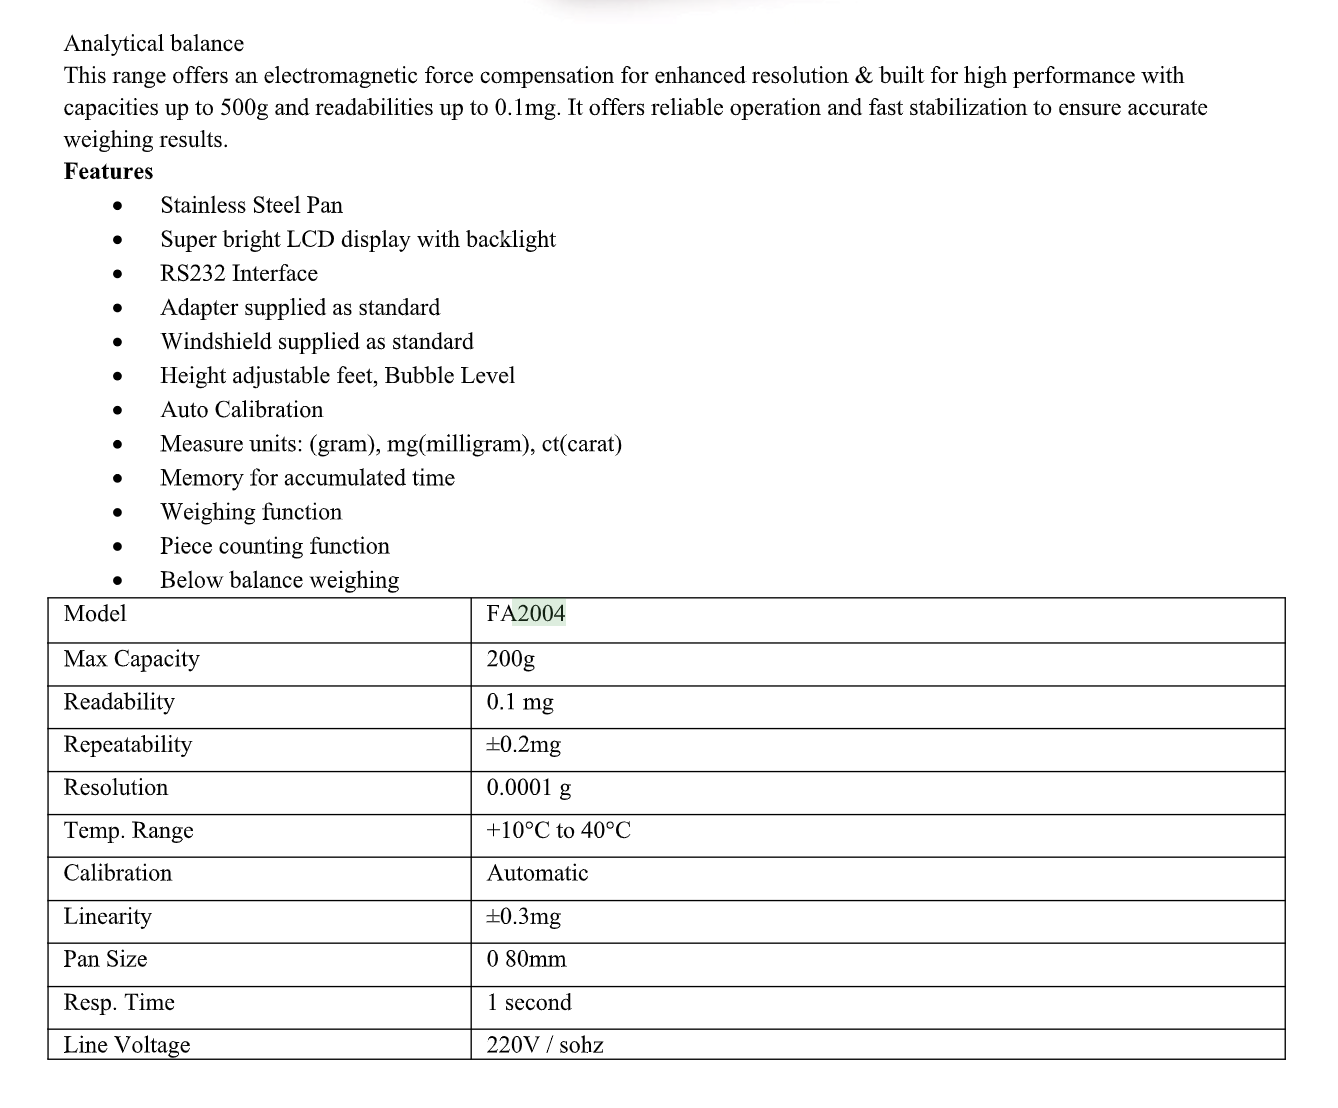 Analytical balance
This range offers an electromagnetic force compensation for enhanced resolution & built for high performance with
capacities up to 500g and readabilities up to 0.1mg. It offers reliable operation and fast stabilization to ensure accurate
weighing results.
Features
• Stainless Steel Pan
• Super bright LCD display with backlight
• RS232 Interface
• Adapter supplied as standard
• Windshield supplied as standard
• Height adjustable feet, Bubble Level
• Auto Calibration
• Measure units: (gram), mg(milligram), ct(carat)
• Memory for accumulated time
• Weighing function
• Piece counting function
• Below balance weighing
Model FA2004
Max Capacity 200g
Readability 0.1 mg
Repeatability ±0.2mg
Resolution 0.0001 g
Temp. Range +10°C to 40°C
Calibration Automatic
Linearity ±0.3mg
Pan Size 0 80mm
Resp. Time 1 second
Line Voltage 220V / sohz